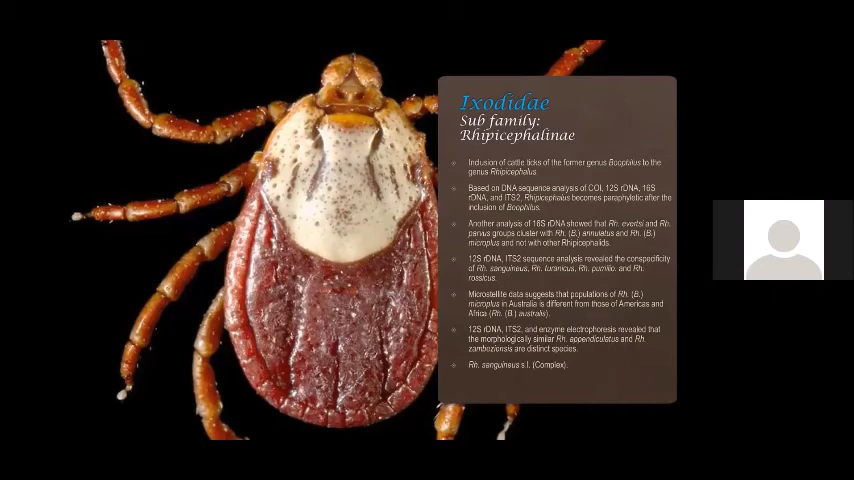 Ixodidae
Sub family:
Rhipicephalinae
Inclusion of cattle ticks of the former genus Boophilus to the
genus Rhipicephalus.
Based on DNA sequence analysis of COI, 12S rDNA, 16S
rDNA, and ITS2, Rhipicephalus becomes paraphyletic after the
inclusion of Boophilus.
Another analysis of 16S rDNA showed that Rh. evertsi and Rh.
parvus groups cluster with Rh. (B.) annulatus and Rh. (B.)
microplus and not with other Rhipicephalids.
12S rDNA, ITS2 sequence analysis revealed the conspecificity
of Rh. sanguineus, Rh. turanicus, Rh. pumilio. and Rh.
rossicus.
Microstellite data suggests that populations of Rh. (B.)
microplus in Australia is different from those of Americas and
Africa (Rh. (B.) australis).
12S rDNA, ITS2, and enzyme electrophoresis revealed that
the morphologically similar Rh. appendiculatus and Rh.
zambeziensis are distinct species.
Rh. sanguineus s.l. (Complex).